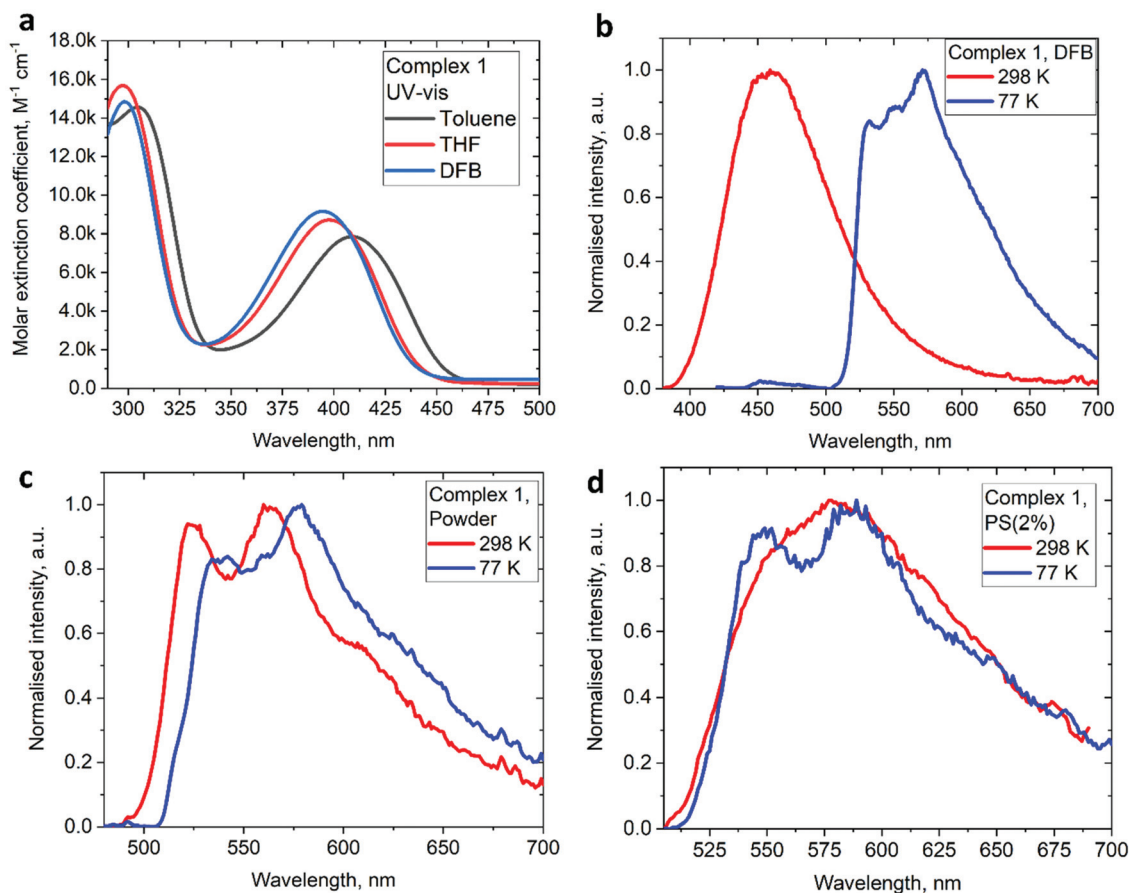 a
Molar extinction coefficient, M⁻¹ cm⁻¹
18.0k
16.0k
14.0k
12.0k
10.0k
8.0k
6.0k
4.0k
2.0k
0.0
Complex 1
UV-vis
Toluene
THF
DFB
300 325 350 375 400 425 450 475 500
Wavelength, nm
b
Normalised intensity, a.u.
1.0
0.8
0.6
0.4
0.2
0.0
Complex 1, DFB
298 K
77 K
400 450 500 550 600 650 700
Wavelength, nm
c
Normalised intensity, a.u.
1.0
0.8
0.6
0.4
0.2
0.0
Complex 1,
Powder
298 K
77 K
500 550 600 650 700
Wavelength, nm
d
Normalised intensity, a.u.
1.0
0.8
0.6
0.4
0.2
0.0
Complex 1,
PS(2%)
298 K
77 K
525 550 575 600 625 650 675 700
Wavelength, nm